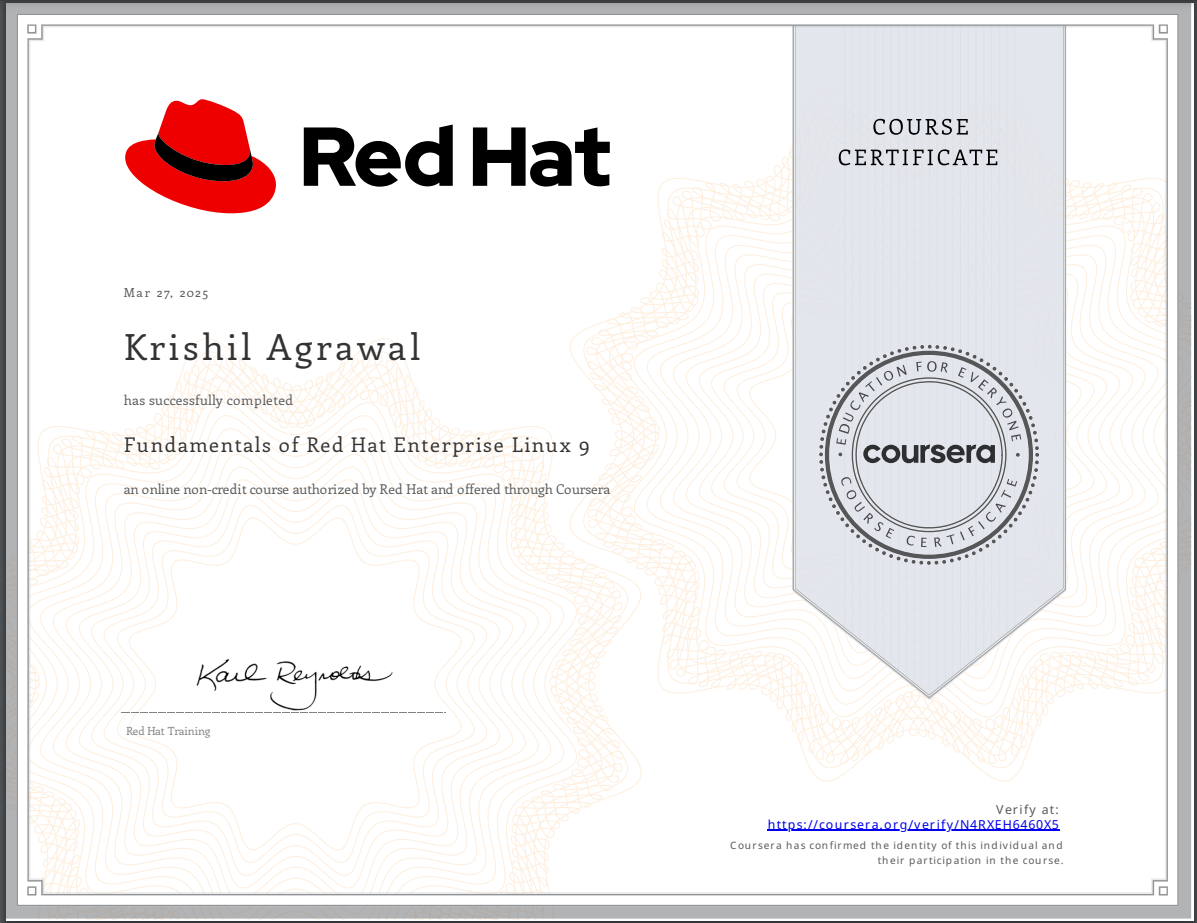 Red Hat
COURSE
CERTIFICATE
Mar 27, 2025
Krishil Agrawal
has successfully completed
Fundamentals of Red Hat Enterprise Linux 9
an online non-credit course authorized by Red Hat and offered through Coursera
EDUCATION FOR EVERYONE
coursera
COURSE CERTIFICATE
Karl Reynolds
Red Hat Training
Verify at:
https://coursera.org/verify/N4RXEH6460X5
Coursera has confirmed the identity of this individual and
their participation in the course.